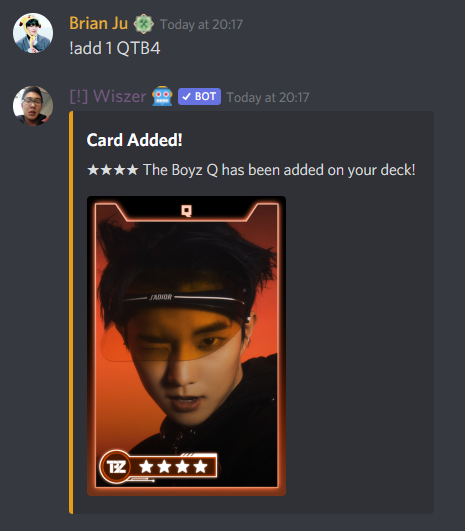 Brian Ju Today at 20:17
!add 1 QTB4
[!] Wiszer BOT Today at 20:17
Card Added!
★★★★ The Boyz Q has been added on your deck!
Q
J'ADIOR
TBZ ★★★★